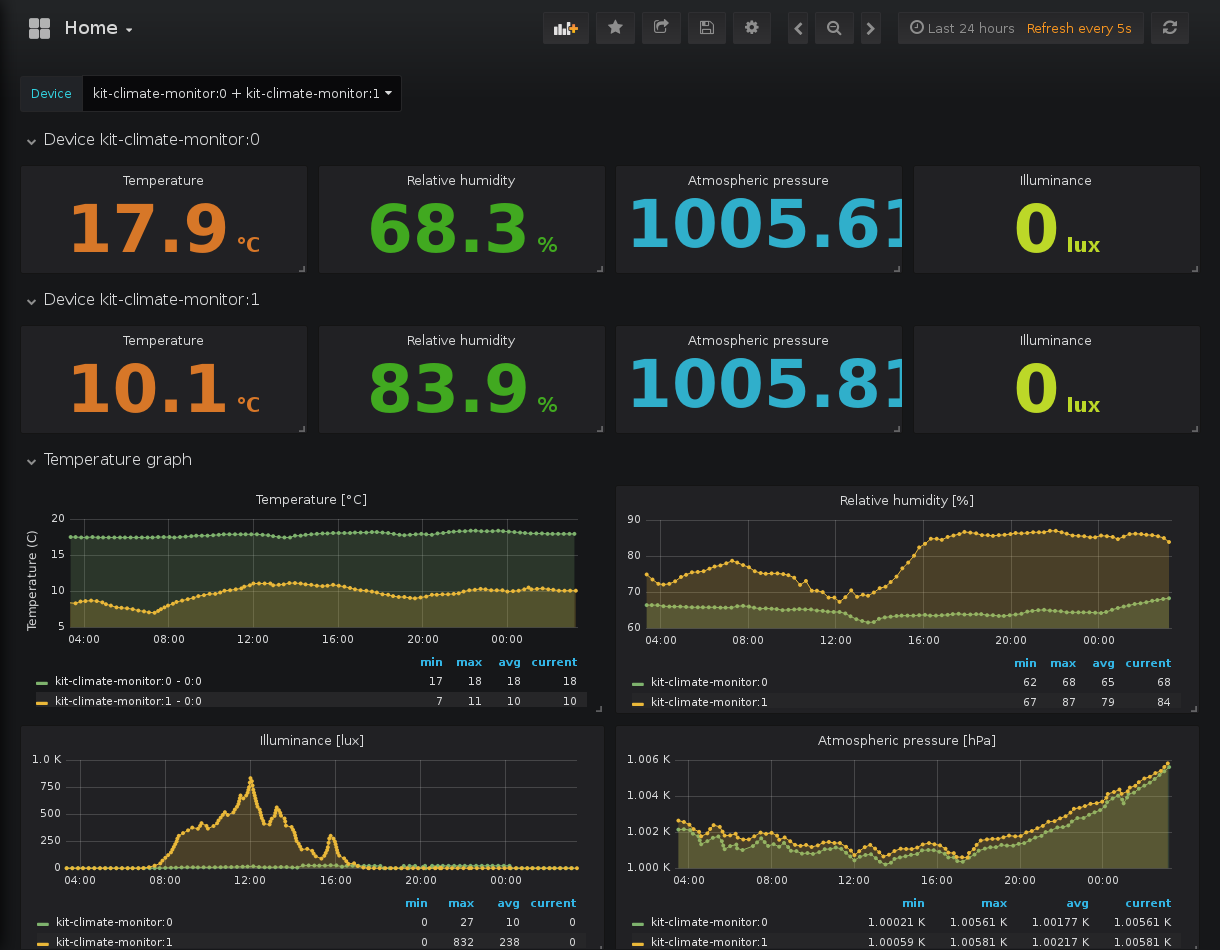 Home
Last 24 hours Refresh every 5s
Device kit-climate-monitor:0 + kit-climate-monitor:1
Device kit-climate-monitor:0
Temperature
17.9 °C
Relative humidity
68.3 %
Atmospheric pressure
1005.61
Illuminance
0 lux
Device kit-climate-monitor:1
Temperature
10.1 °C
Relative humidity
83.9 %
Atmospheric pressure
1005.81
Illuminance
0 lux
Temperature graph
Temperature [°C]
Temperature (C)
20
15
10
5
04:00 08:00 12:00 16:00 20:00 00:00
min max avg current
kit-climate-monitor:0 - 0:0 17 18 18 18
kit-climate-monitor:1 - 0:0 7 11 10 10
Relative humidity [%]
90
80
70
60
04:00 08:00 12:00 16:00 20:00 00:00
min max avg current
kit-climate-monitor:0 62 68 65 68
kit-climate-monitor:1 67 87 79 84
Illuminance [lux]
1.0 K
750
500
250
0
04:00 08:00 12:00 16:00 20:00 00:00
min max avg current
kit-climate-monitor:0 0 27 10 0
kit-climate-monitor:1 0 832 238 0
Atmospheric pressure [hPa]
1.006 K
1.004 K
1.002 K
1.000 K
04:00 08:00 12:00 16:00 20:00 00:00
min max avg current
kit-climate-monitor:0 1.00021 K 1.00561 K 1.00177 K 1.00561 K
kit-climate-monitor:1 1.00059 K 1.00581 K 1.00217 K 1.00581 K